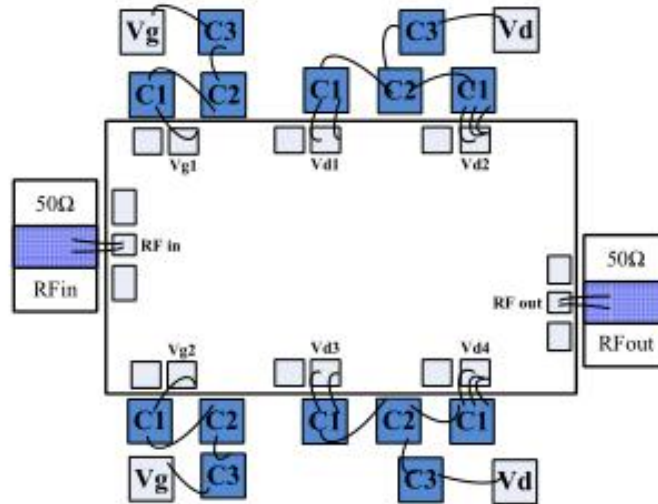 Vg C3 C3 Vd
C1 C2 C1 C2 C1
Vg1 Vd1 Vd2
50Ω
RF in
RFin
50Ω
RF out
RFout
Vg2 Vd3 Vd4
C1 C2 C1 C2 C1
Vg C3 C3 Vd